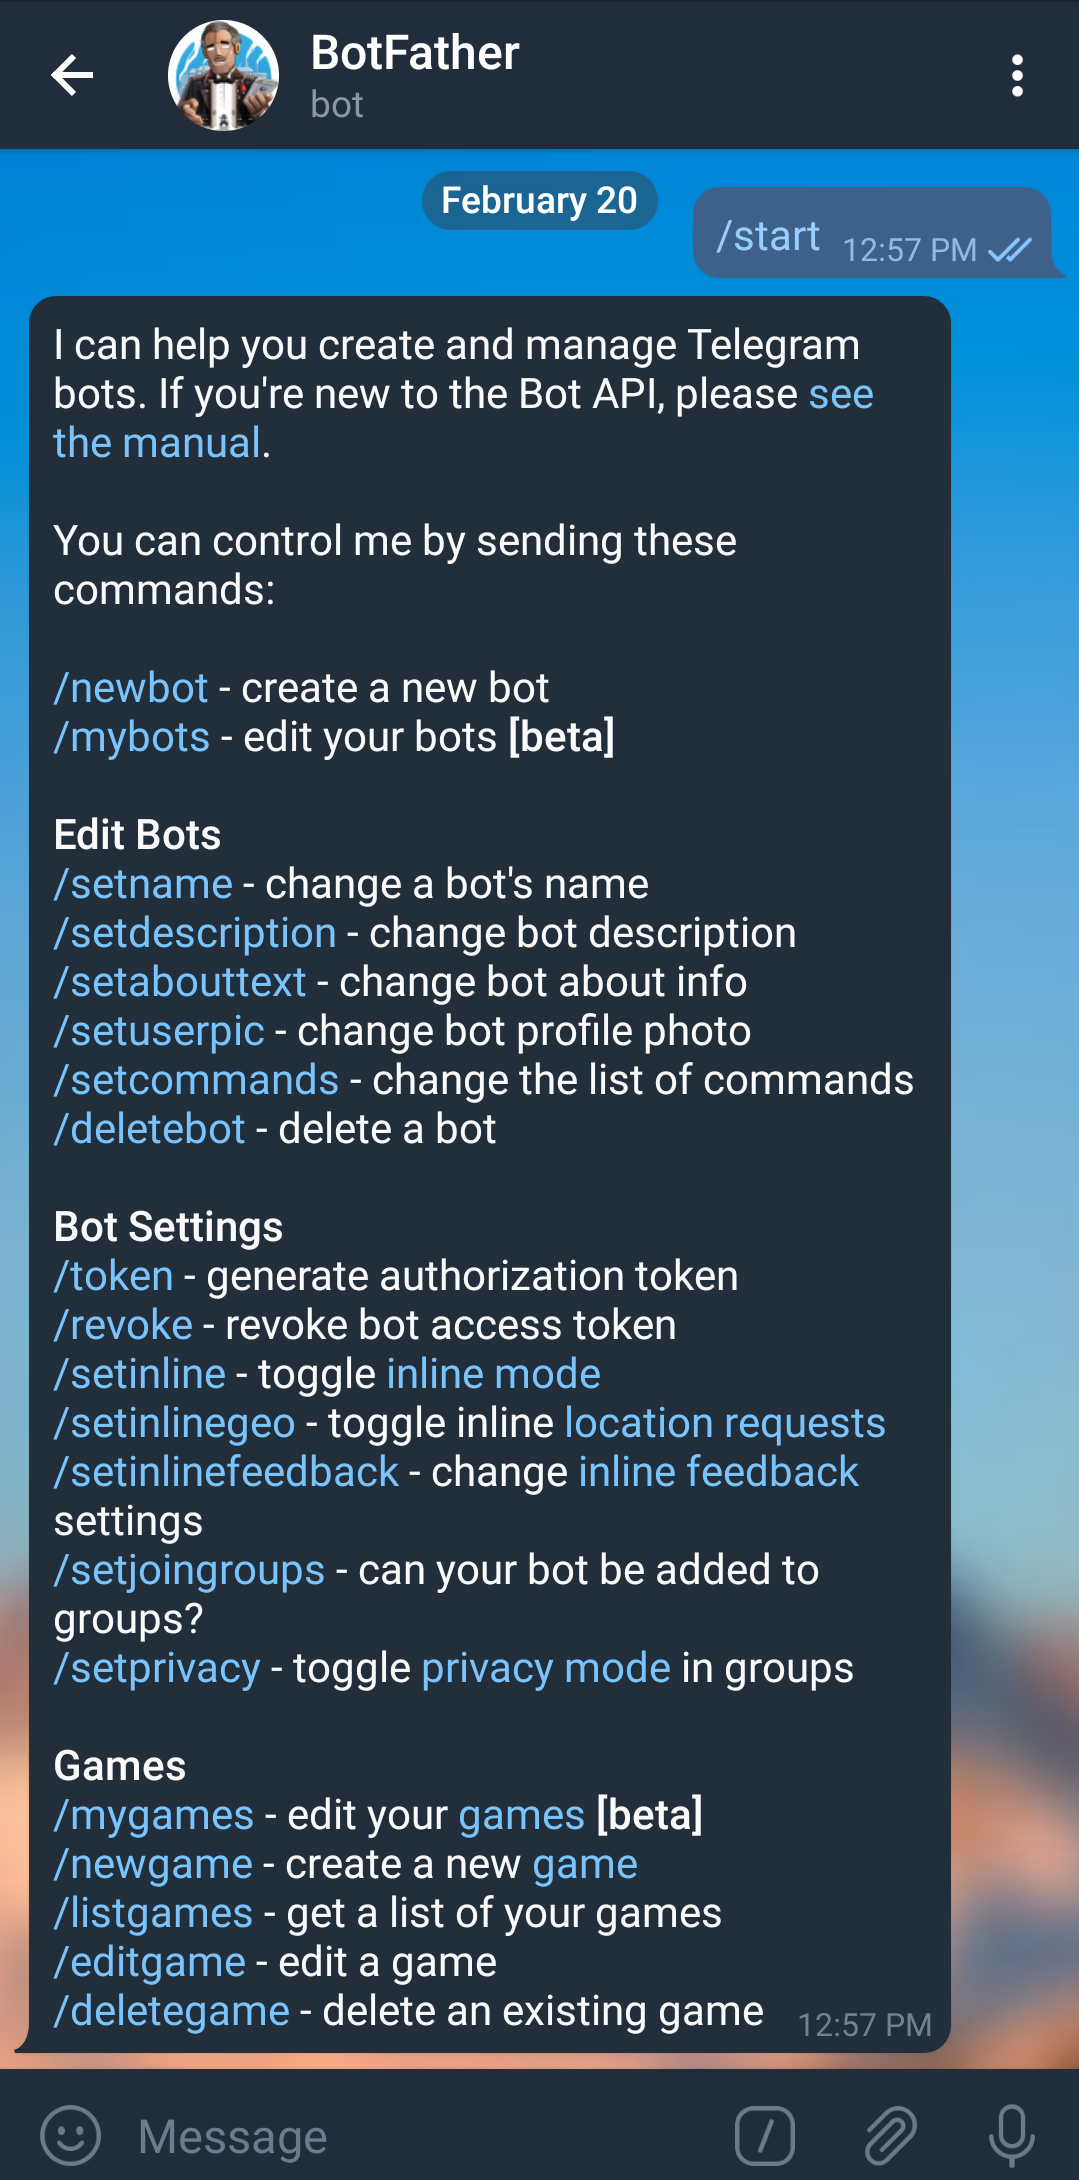 BotFather
bot
February 20
/start 12:57 PM
I can help you create and manage Telegram
bots. If you're new to the Bot API, please see
the manual.
You can control me by sending these
commands:
/newbot - create a new bot
/mybots - edit your bots [beta]
Edit Bots
/setname - change a bot's name
/setdescription - change bot description
/setabouttext - change bot about info
/setuserpic - change bot profile photo
/setcommands - change the list of commands
/deletebot - delete a bot
Bot Settings
/token - generate authorization token
/revoke - revoke bot access token
/setinline - toggle inline mode
/setinlinegeo - toggle inline location requests
/setinlinefeedback - change inline feedback
settings
/setjoingroups - can your bot be added to
groups?
/setprivacy - toggle privacy mode in groups
Games
/mygames - edit your games [beta]
/newgame - create a new game
/listgames - get a list of your games
/editgame - edit a game
/deletegame - delete an existing game 12:57 PM
Message